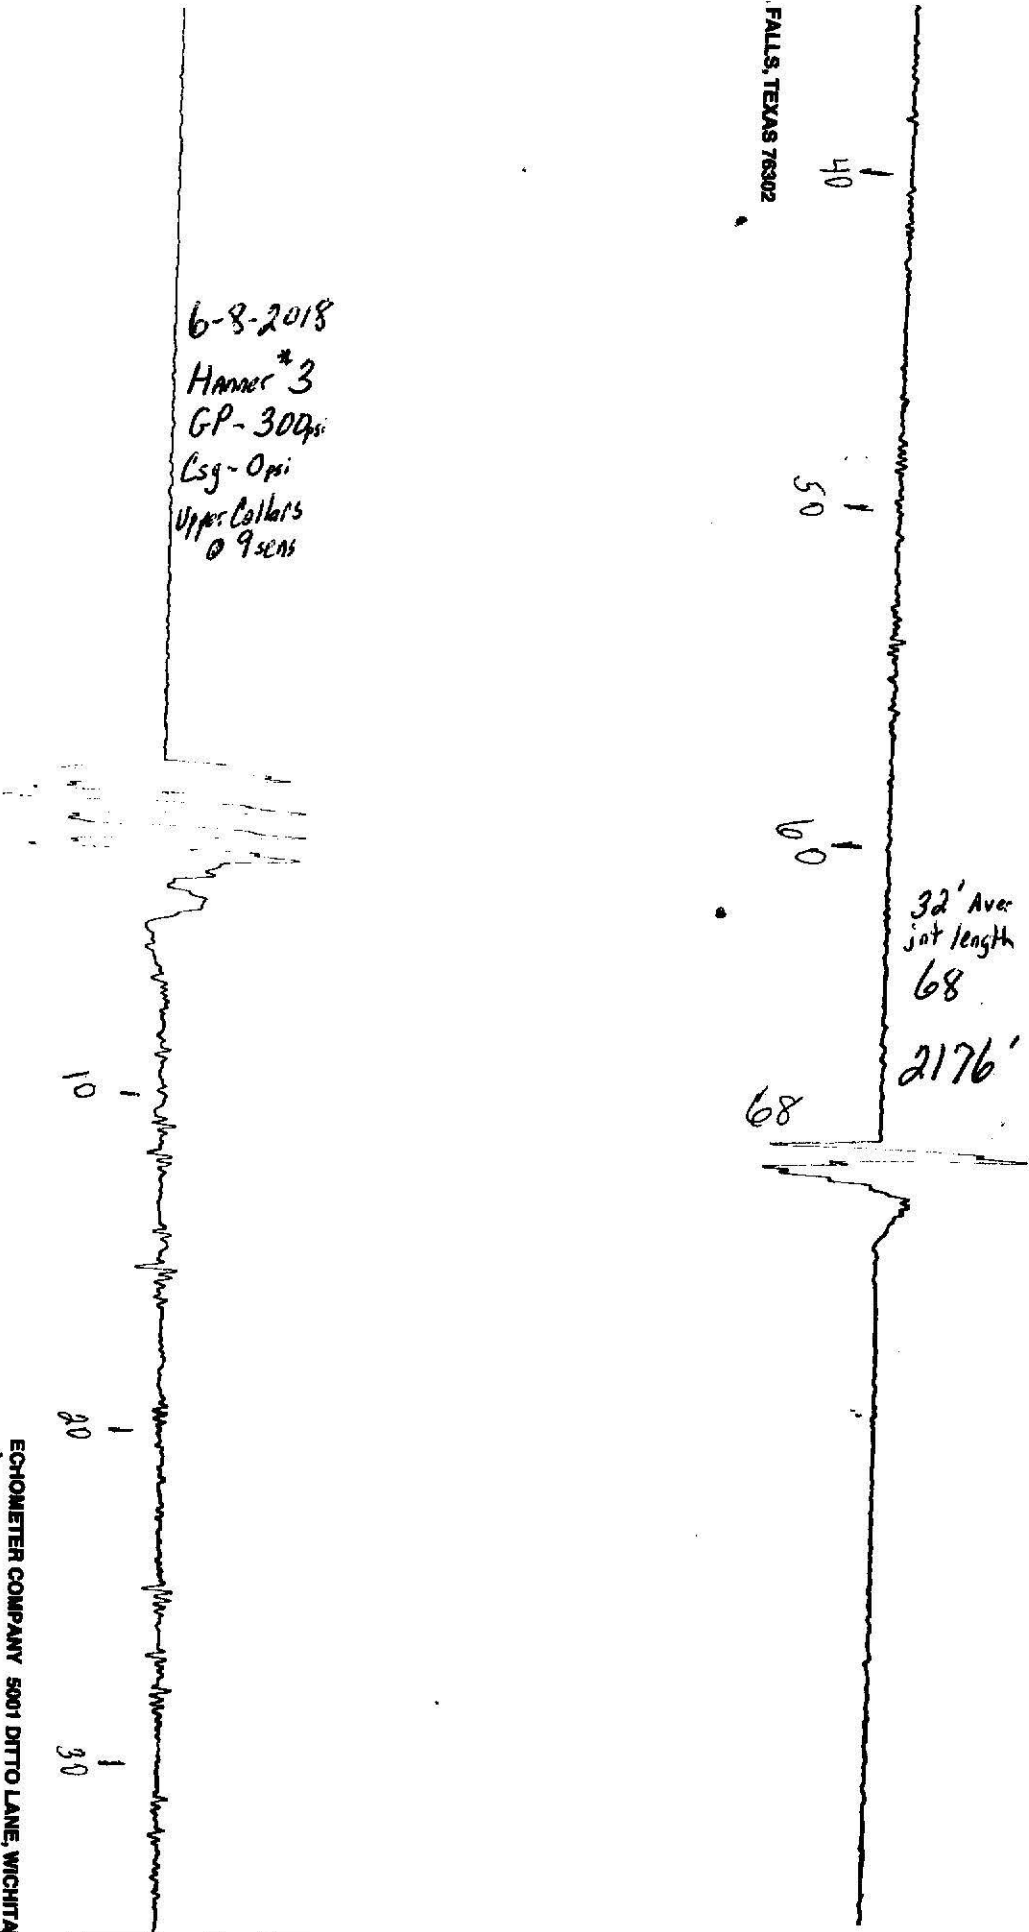 6-8-2018
Hanner #3
GP- 300psi
Csg- 0psi
Upper Collars
@ 9 sens
10
20
30
ECHOMETER COMPANY 5001 DITTO LANE, WICHITA
FALLS, TEXAS 76302
40
50
60
32' Aver
jnt length
68
2176'
68